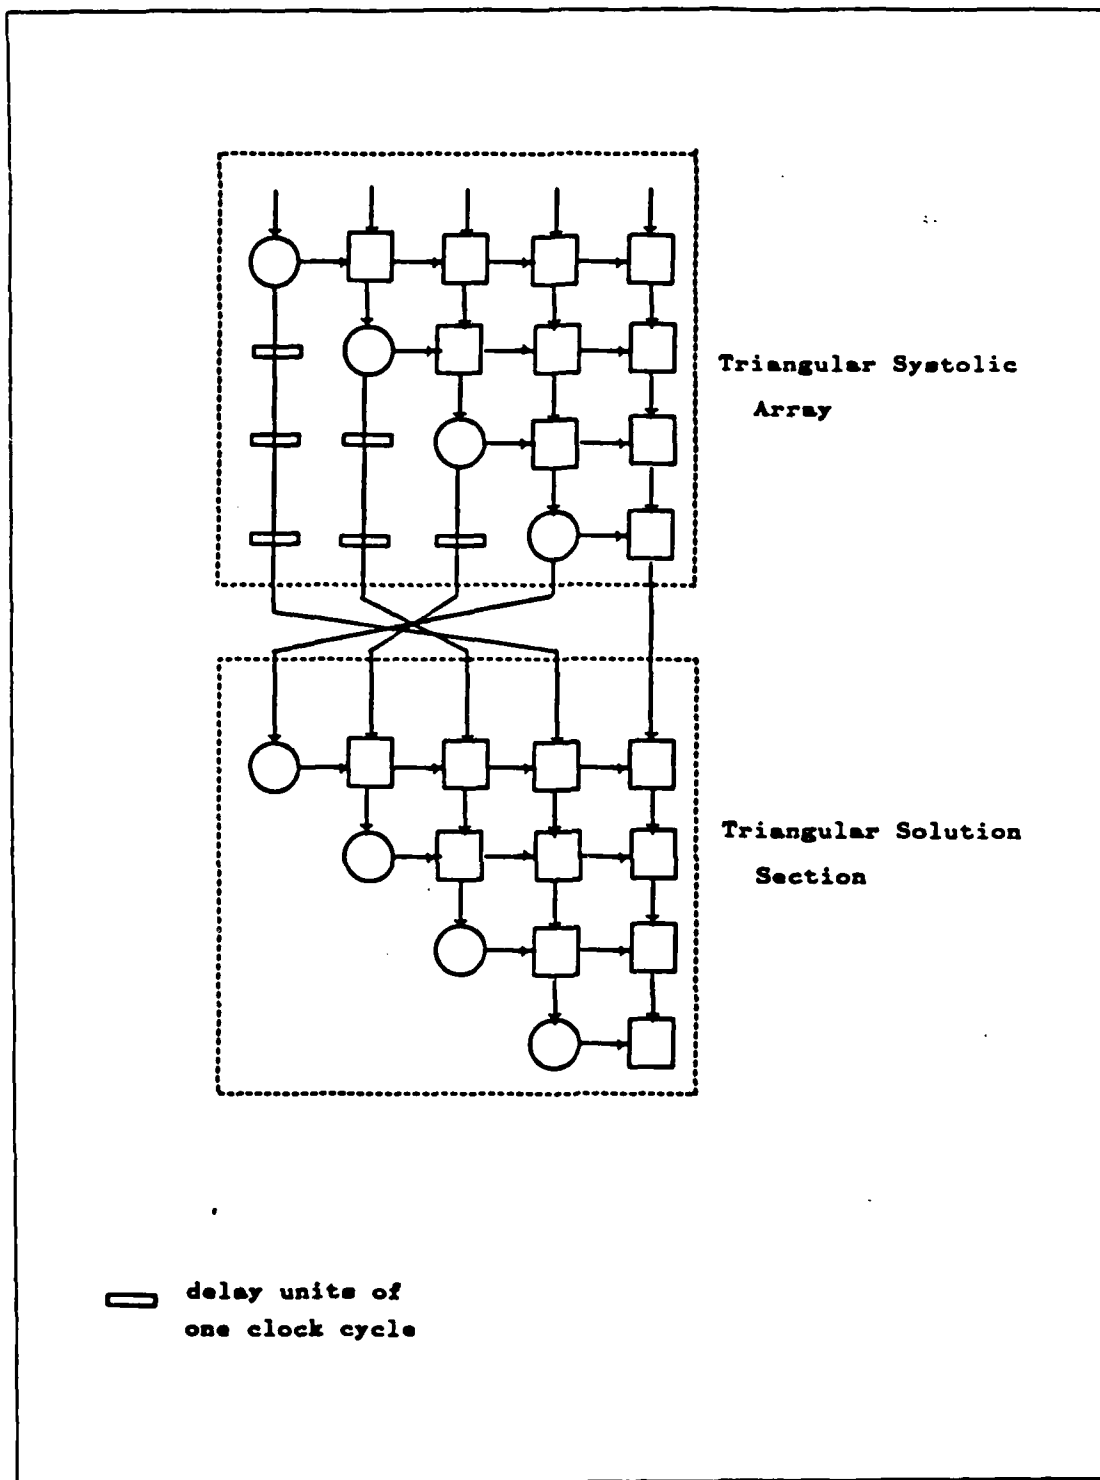 Triangular Systolic
Array
Triangular Solution
Section
delay units of
one clock cycle